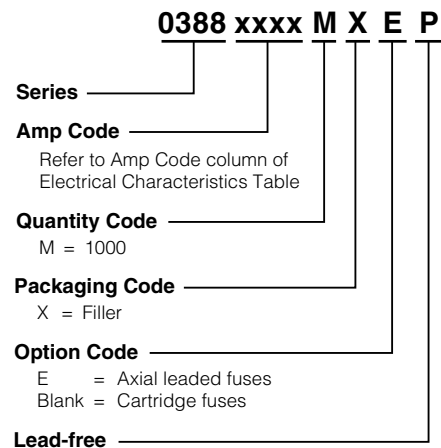 0388 xxxx M X E P
Series
Amp Code
Refer to Amp Code column of
Electrical Characteristics Table
Quantity Code
M = 1000
Packaging Code
X = Filler
Option Code
E = Axial leaded fuses
Blank = Cartridge fuses
Lead-free